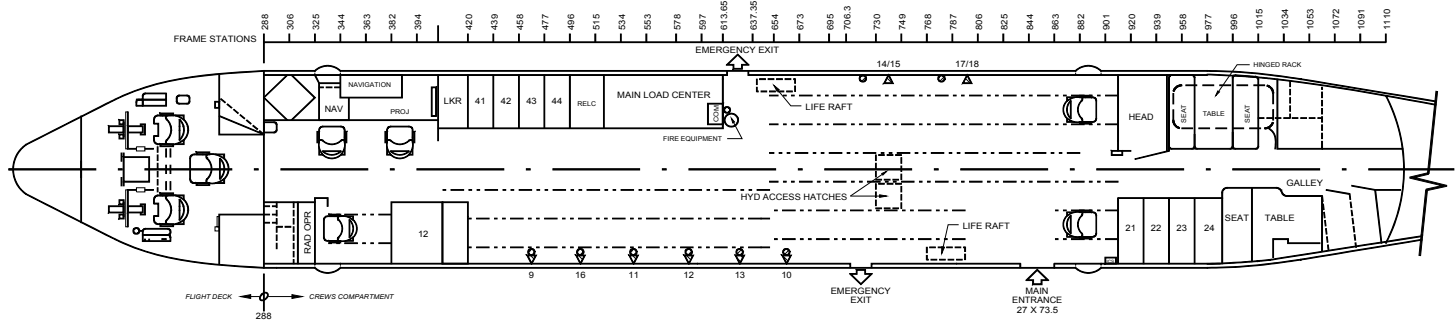 FRAME STATIONS
288
306
325
344
363
382
394
420
439
458
477
496
515
534
553
578
597
613.65
637.35
654
673
685
706.3
730
749
768
787
806
825
844
863
882
901
920
939
958
977
996
1015
1034
1053
1072
1091
1110
EMERGENCY EXIT
14/15
17/18
HINGED RACK
NAVIGATION
NAV
PROJ
LKR
41
42
43
44
RELC
MAIN LOAD CENTER
COM
LIFE RAFT
FIRE EQUIPMENT
HEAD
SEAT
TABLE
SEAT
HYD ACCESS HATCHES
GALLEY
RAD OPR
12
LIFE RAFT
21
22
23
24
SEAT
TABLE
9
16
11
12
13
10
EMERGENCY
EXIT
MAIN
ENTRANCE
27 X 73.5
FLIGHT DECK
CREWS COMPARTMENT
288